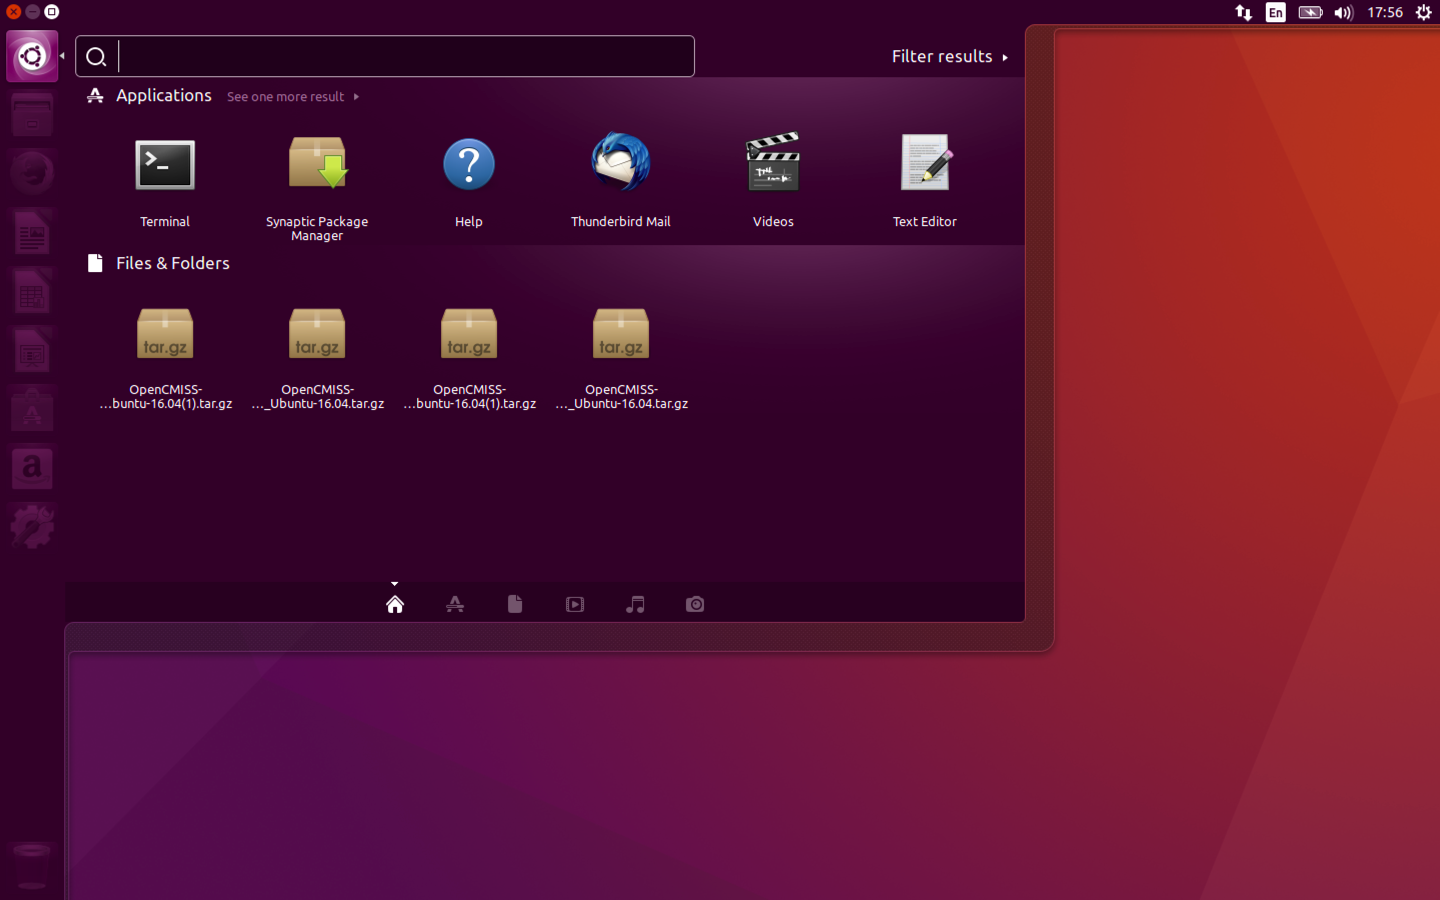 En
17:56
Filter results
Applications See one more result
Terminal
Synaptic Package
Manager
Help
Thunderbird Mail
Videos
Text Editor
Files & Folders
tar.gz
tar.gz
tar.gz
tar.gz
OpenCMISS-
...buntu-16.04(1).tar.gz
OpenCMISS-
..._Ubuntu-16.04.tar.gz
OpenCMISS-
...buntu-16.04(1).tar.gz
OpenCMISS-
..._Ubuntu-16.04.tar.gz
a